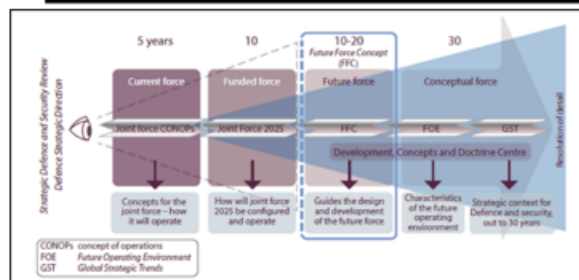 5 years
10
10-20
30
Future Force Concept
(FFC)
Current force
Funded force
Future force
Conceptual force
Strategic Defence and Security Review
Defence Strategic Direction
Joint force CONOPs
Joint Force 2025
FFC
FOE
GST
Resolution of detail
Development, Concepts and Doctrine Centre
Concepts for the
joint force – how
it will operate
How will joint force
2025 be configured
and operate
Guides the design
and development
of the future force
Characteristics of
the future
operating
environment
Strategic context for
Defence and security,
out to 30 years
CONOPs concept of operations
FOE Future Operating Environment
GST Global Strategic Trends